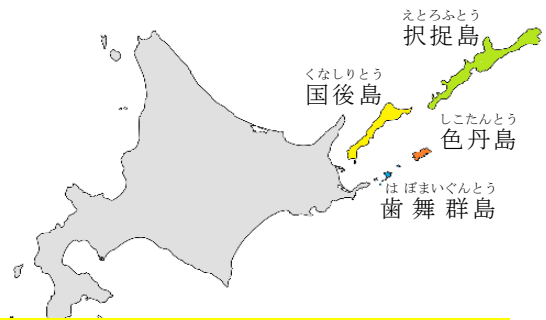 えとろふとう
択捉島
くなしりとう
国後島
しこたんとう
色丹島
はぼまいぐんとう
歯舞群島